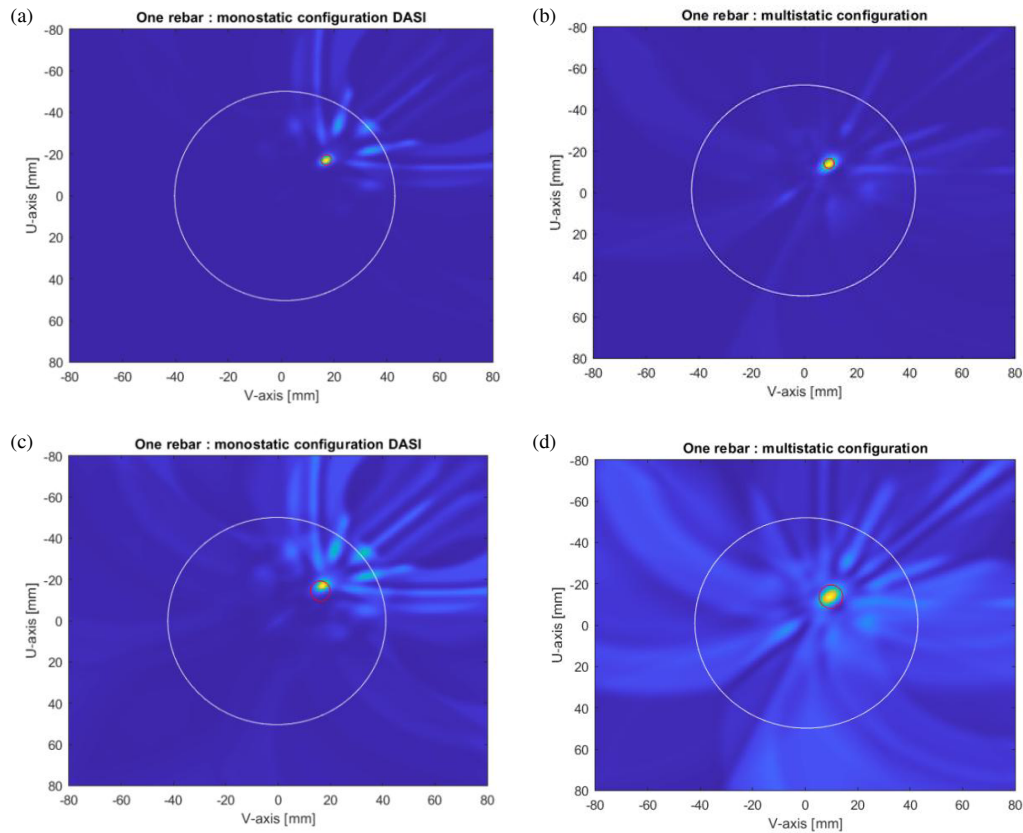 (a)
One rebar : monostatic configuration DASI
-80
-60
-40
-20
0
20
40
60
80
U-axis [mm]
-80 -60 -40 -20 0 20 40 60 80
V-axis [mm]
(b)
One rebar : multistatic configuration
-80
-60
-40
-20
0
20
40
60
80
U-axis [mm]
-80 -60 -40 -20 0 20 40 60 80
V-axis [mm]
(c)
One rebar : monostatic configuration DASI
-80
-60
-40
-20
0
20
40
60
80
U-axis [mm]
-80 -60 -40 -20 0 20 40 60 80
V-axis [mm]
(d)
One rebar : multistatic configuration
-80
-60
-40
-20
0
20
40
60
80
U-axis [mm]
-80 -60 -40 -20 0 20 40 60 80
V-axis [mm]